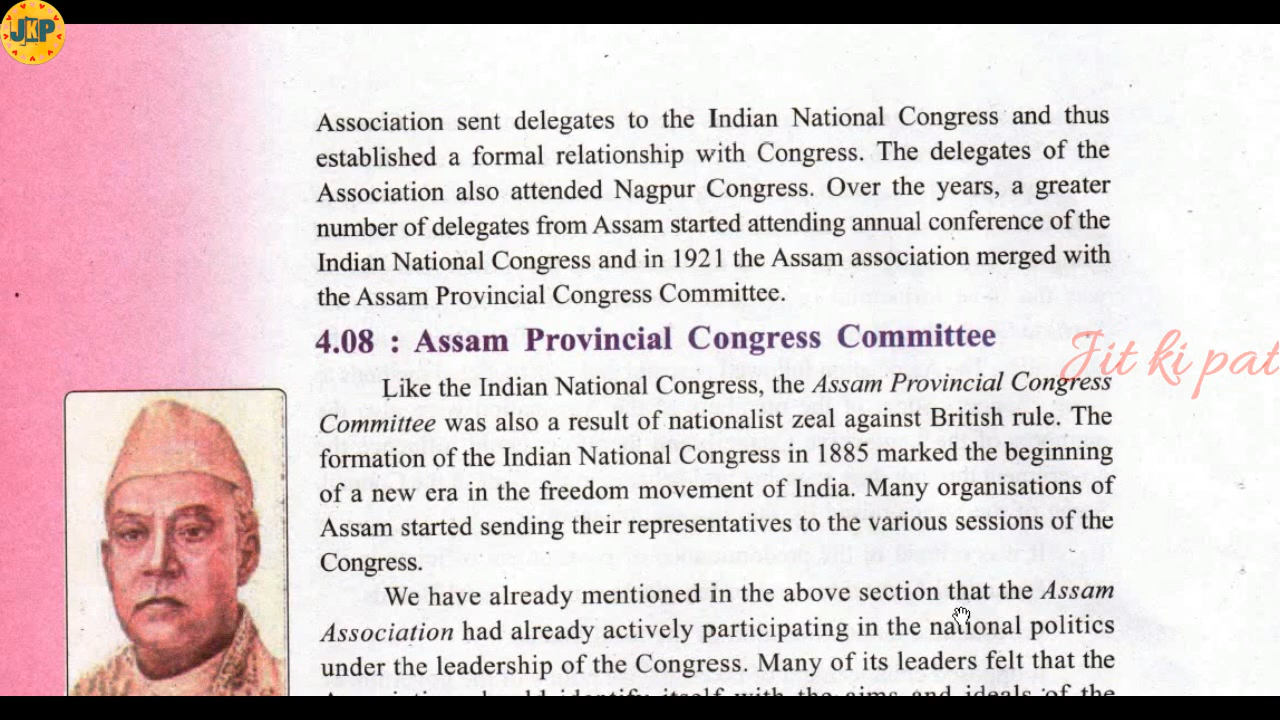 JKP
Association sent delegates to the Indian National Congress and thus
established a formal relationship with Congress. The delegates of the
Association also attended Nagpur Congress. Over the years, a greater
number of delegates from Assam started attending annual conference of the
Indian National Congress and in 1921 the Assam association merged with
the Assam Provincial Congress Committee.
4.08 : Assam Provincial Congress Committee
Jit ki pat
Like the Indian National Congress, the Assam Provincial Congress
Committee was also a result of nationalist zeal against British rule. The
formation of the Indian National Congress in 1885 marked the beginning
of a new era in the freedom movement of India. Many organisations of
Assam started sending their representatives to the various sessions of the
Congress.
We have already mentioned in the above section that the Assam
Association had already actively participating in the national politics
under the leadership of the Congress. Many of its leaders felt that the
itself with the aims and ideals of the